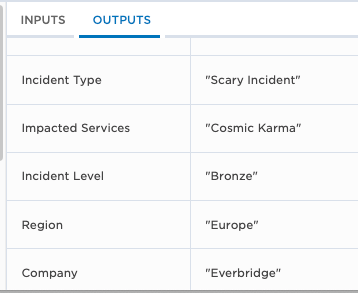 INPUTS OUTPUTS
Incident Type "Scary Incident"
Impacted Services "Cosmic Karma"
Incident Level "Bronze"
Region "Europe"
Company "Everbridge"